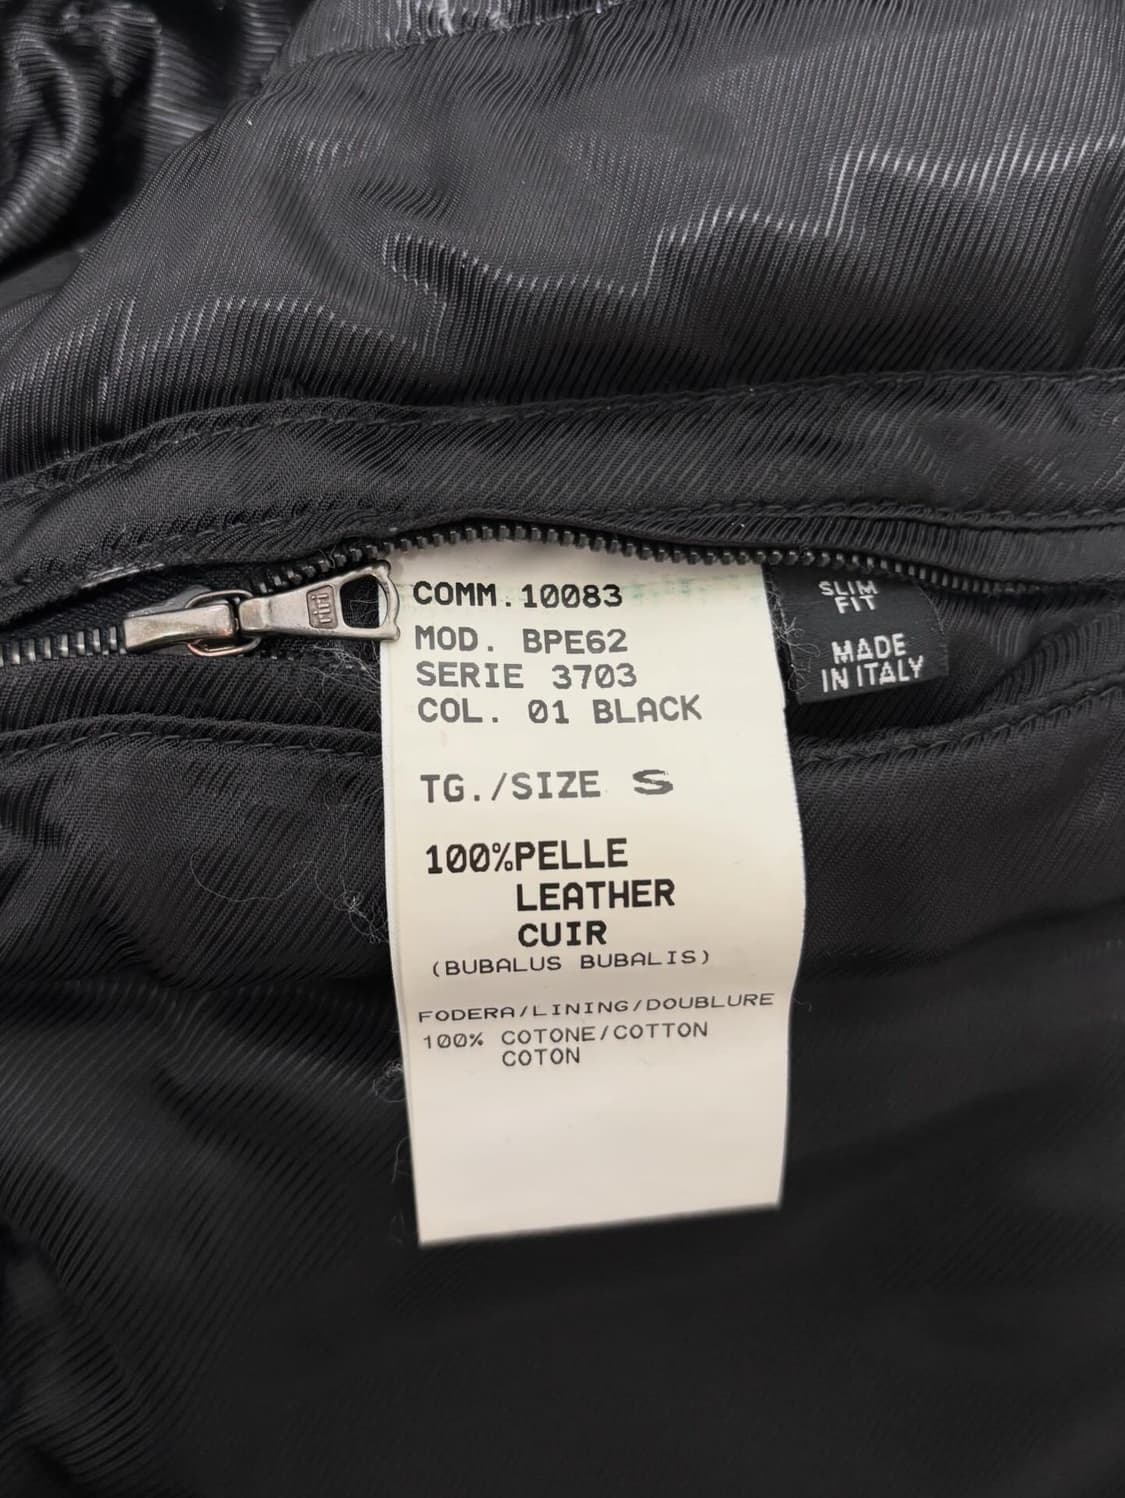 riri
COMM.10083
MOD. BPE62
SERIE 3703
COL. 01 BLACK
TG./SIZE S
100%PELLE
LEATHER
CUIR
(BUBALUS BUBALIS)
FODERA/LINING/DOUBLURE
100% COTONE/COTTON
COTON
SLIM
FIT
MADE
IN ITALY